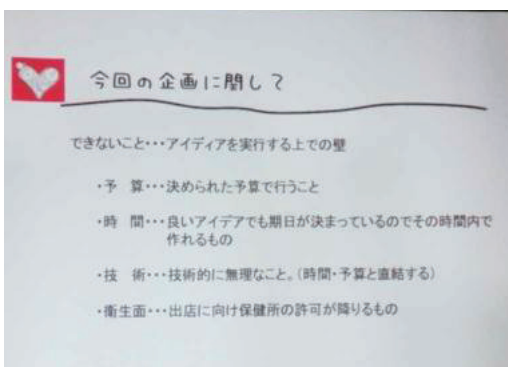 今回の企画に関して
できないこと・・・アイディアを実行する上での壁
・予　算・・・決められた予算で行うこと
・時　間・・・良いアイデアでも期日が決まっているのでその時間内で
作れるもの
・技　術・・・技術的に無理なこと。(時間・予算と直結する)
・衛生面・・・出店に向け保健所の許可が降りるもの